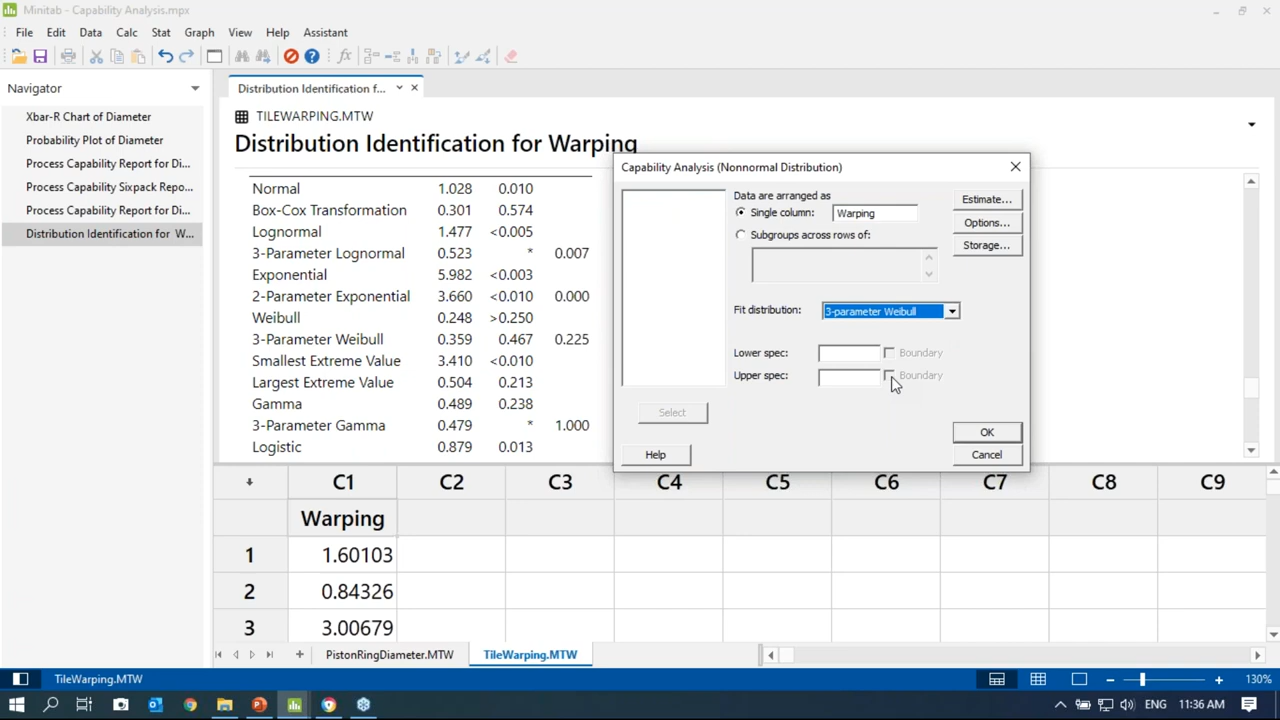 Minitab - Capability Analysis.mpx
File Edit Data Calc Stat Graph View Help Assistant
Navigator
Xbar-R Chart of Diameter
Probability Plot of Diameter
Process Capability Report for Di...
Process Capability Sixpack Repo...
Process Capability Report for Di...
Distribution Identification for W...
Distribution Identification f...
TILEWARPING.MTW
Distribution Identification for Warping
Normal 1.028 0.010
Box-Cox Transformation 0.301 0.574
Lognormal 1.477 <0.005
3-Parameter Lognormal 0.523 * 0.007
Exponential 5.982 <0.003
2-Parameter Exponential 3.660 <0.010 0.000
Weibull 0.248 >0.250
3-Parameter Weibull 0.359 0.467 0.225
Smallest Extreme Value 3.410 <0.010
Largest Extreme Value 0.504 0.213
Gamma 0.489 0.238
3-Parameter Gamma 0.479 * 1.000
Logistic 0.879 0.013
Capability Analysis (Nonnormal Distribution)
Data are arranged as
Single column: Warping
Subgroups across rows of:
Fit distribution: 3-parameter Weibull
Lower spec: Boundary
Upper spec: Boundary
Estimate...
Options...
Storage...
Select
Help
OK
Cancel
C1 C2 C3 C4 C5 C6 C7 C8 C9
Warping
1 1.60103
2 0.84326
3 3.00679
PistonRingDiameter.MTW TileWarping.MTW
TileWarping.MTW 130%
ENG 11:36 AM